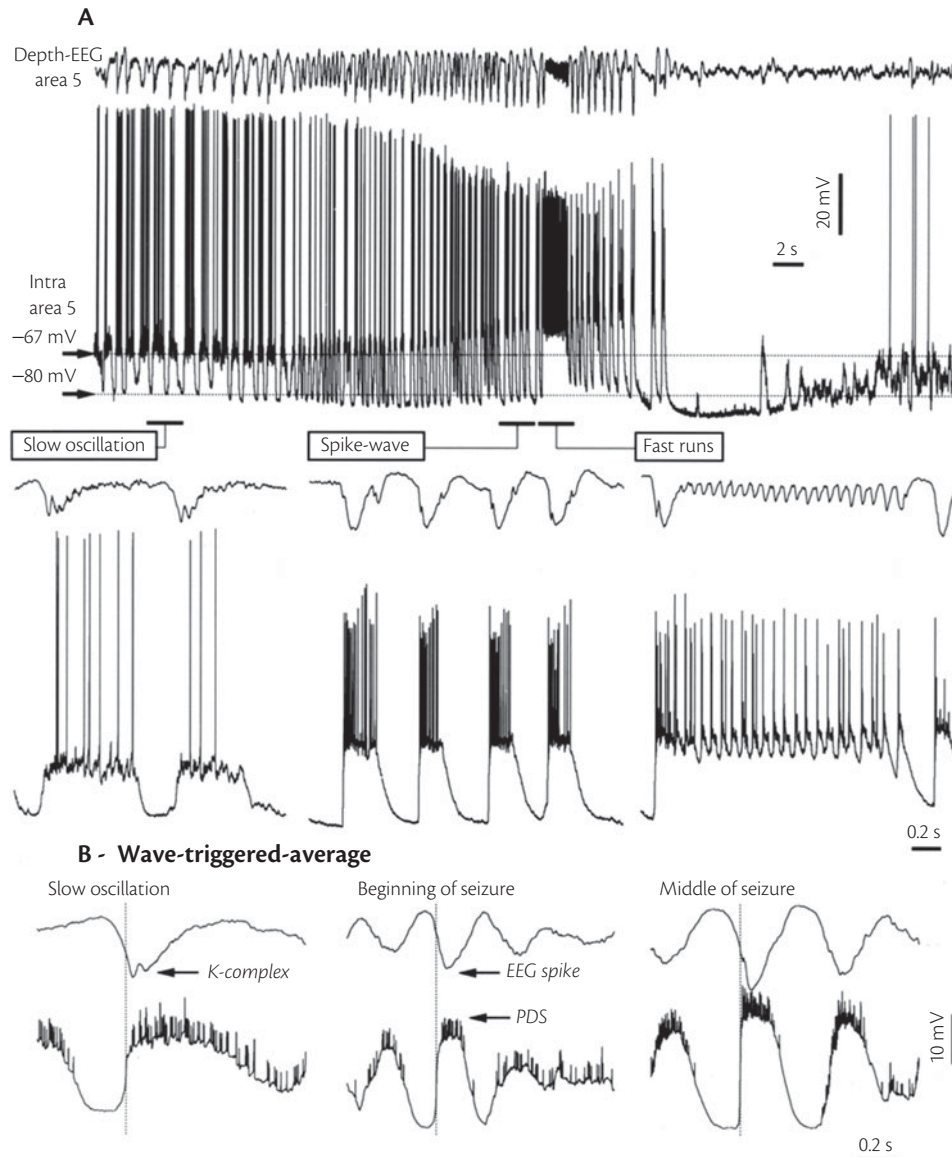 A
Depth-EEG
area 5
20 mV
2 s
Intra
area 5
–67 mV
–80 mV
Slow oscillation
Spike-wave
Fast runs
0.2 s
B - Wave-triggered-average
Slow oscillation
Beginning of seizure
Middle of seizure
K-complex
EEG spike
PDS
10 mV
0.2 s